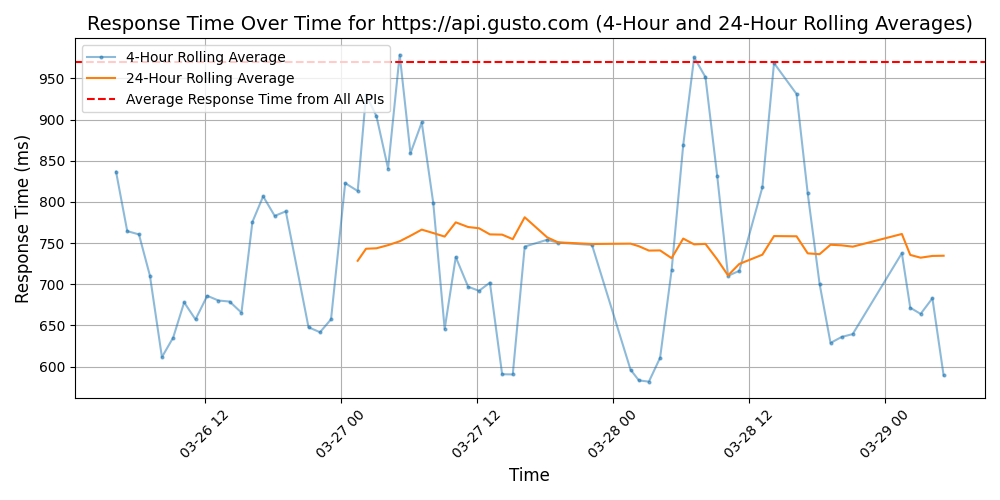 Response Time Over Time for https://api.gusto.com (4-Hour and 24-Hour Rolling Averages)
4-Hour Rolling Average
24-Hour Rolling Average
Average Response Time from All APIs
Response Time (ms)
950
900
850
800
750
700
650
600
03-26 12
03-27 00
03-27 12
03-28 00
03-28 12
03-29 00
Time